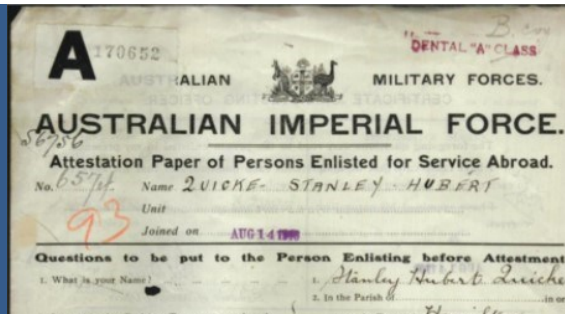 B.
DENTAL "A" CLASS
A 170652
ALIAN MILITARY FORCES.
AUSTRALIAN IMPERIAL FORCE.
56756
Attestation Paper of Persons Enlisted for Service Abroad.
No. Name QUICKE - STANLEY HUBERT
93
Unit
Joined on AUG 14
Questions to be put to the Person Enlisting before Attestment
1. What is your Name? 1. Stanley Hubert Quicke
2. In the Parish of in or